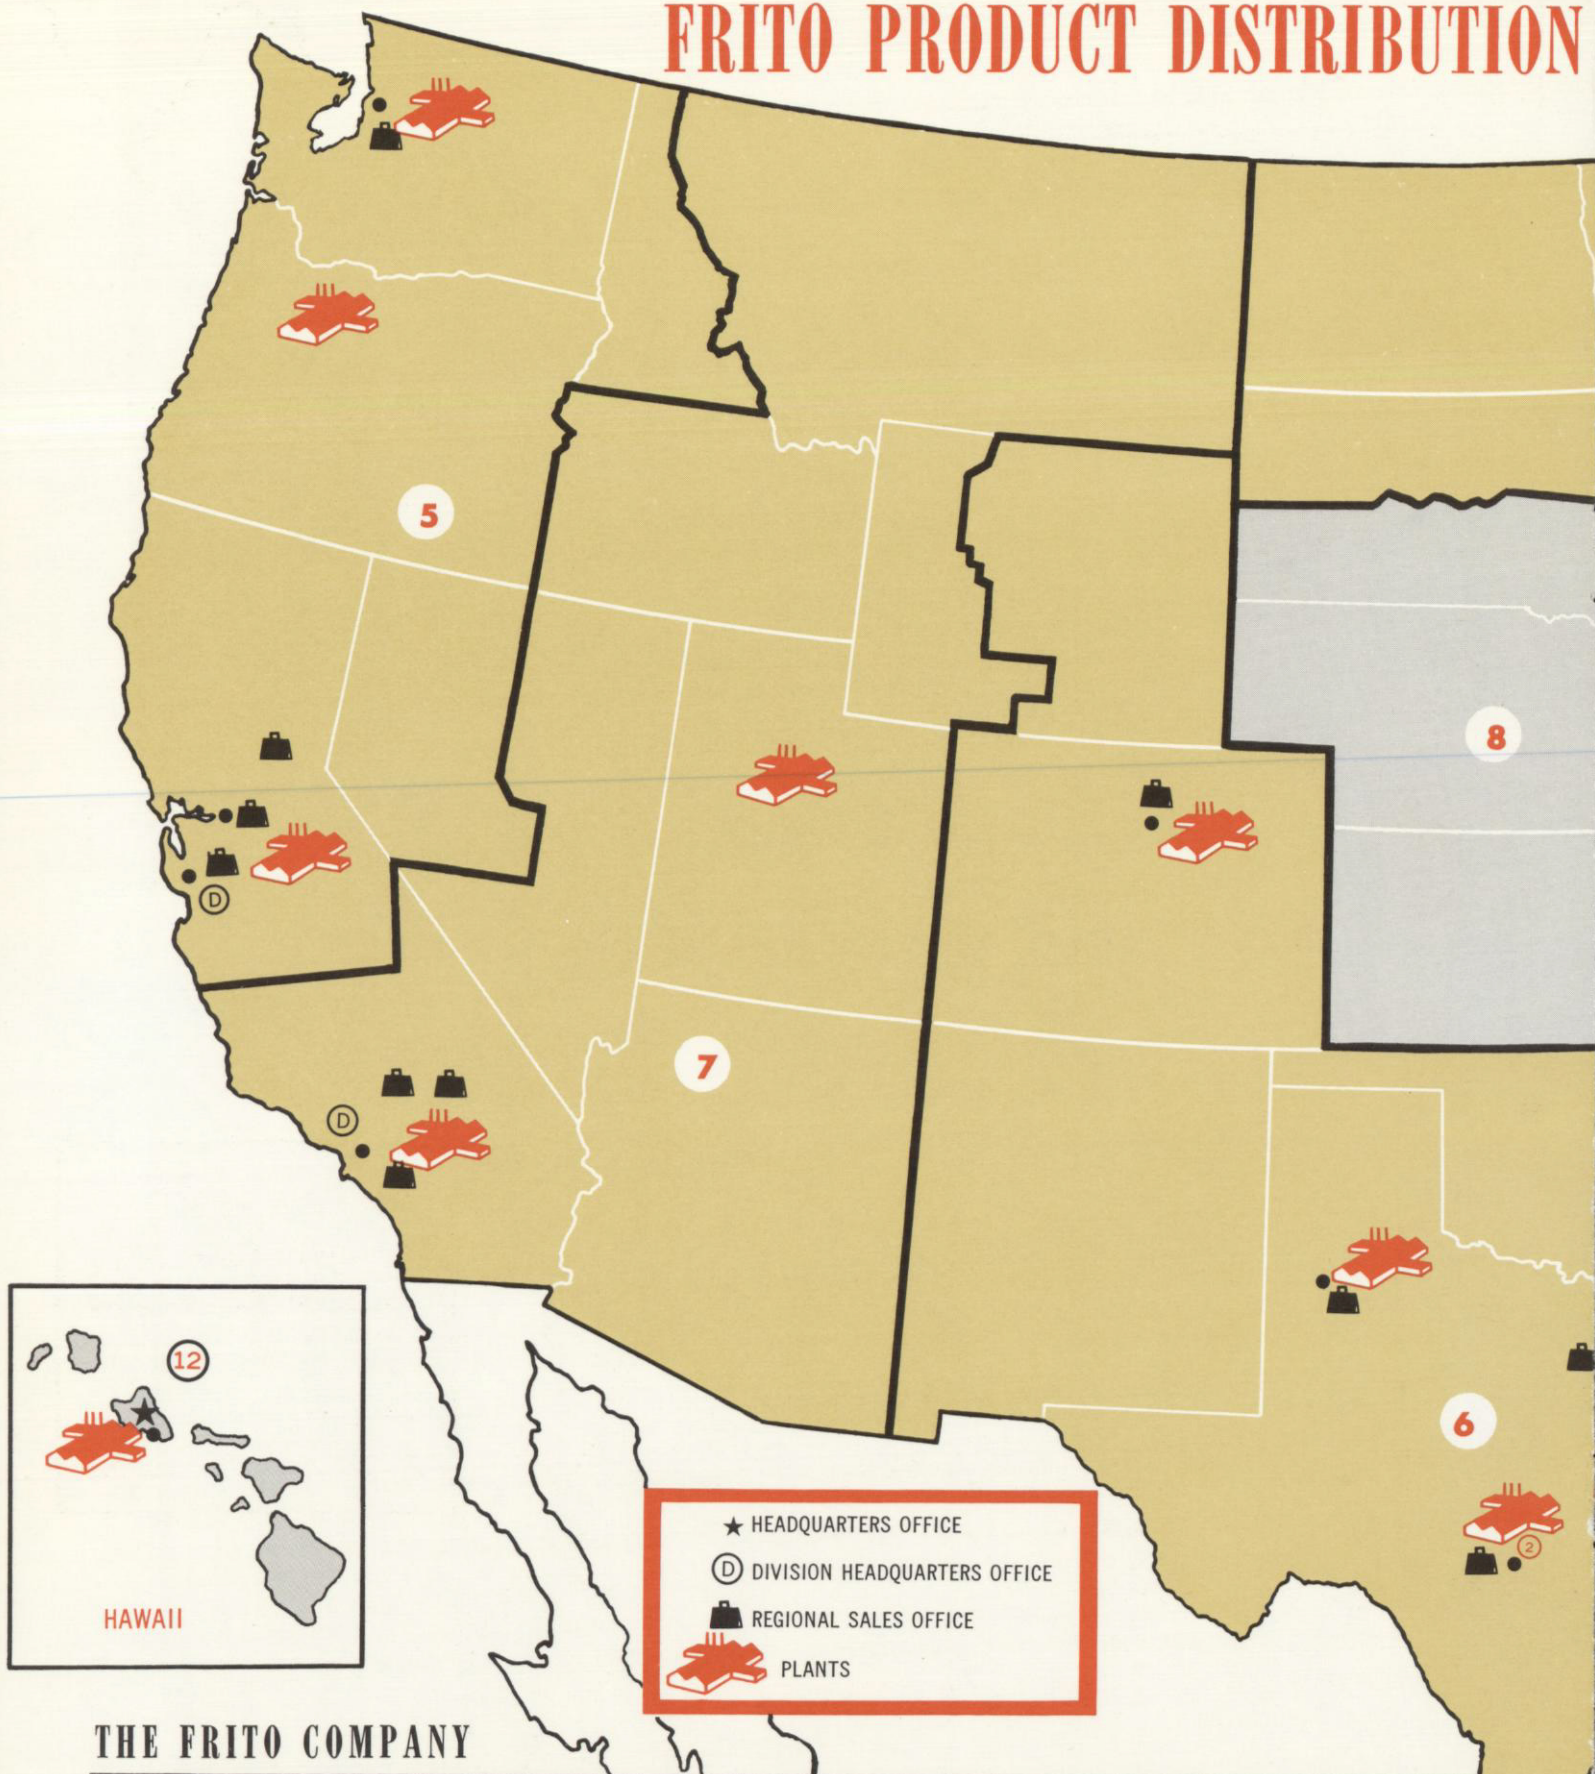 FRITO PRODUCT DISTRIBUTION
5
8
D
7
D
12
6
2
HAWAII
HEADQUARTERS OFFICE
D DIVISION HEADQUARTERS OFFICE
REGIONAL SALES OFFICE
PLANTS
THE FRITO COMPANY